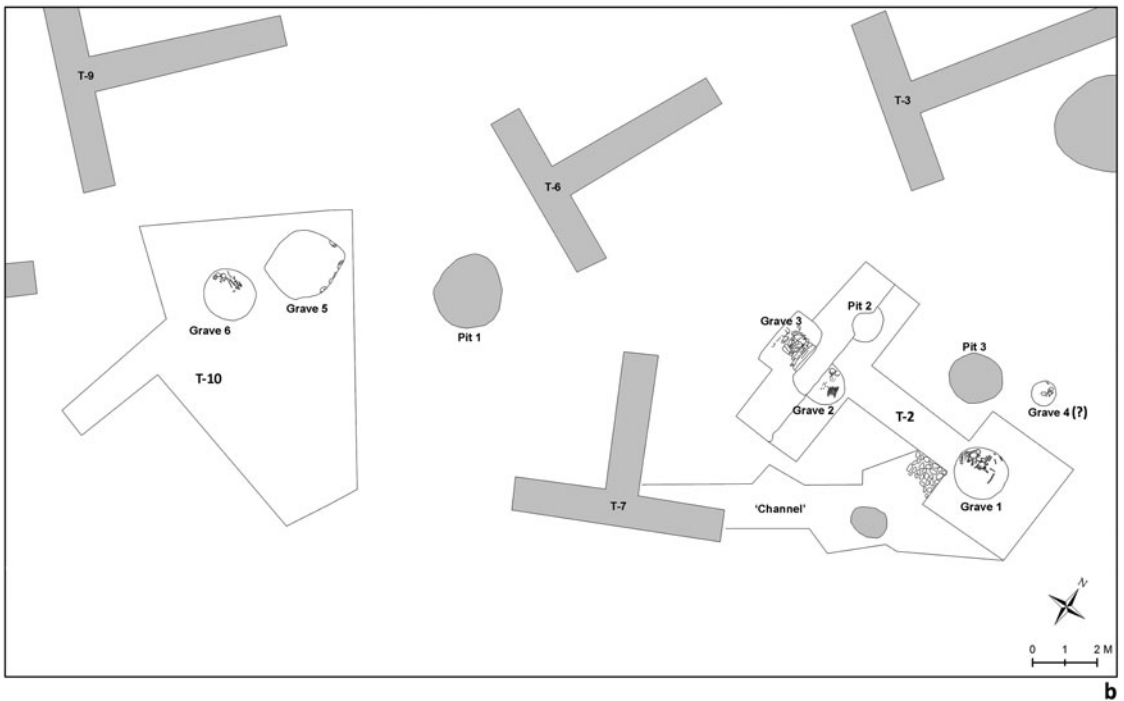 T-9
T-3
T-6
Grave 5
Grave 6
Pit 1
Pit 2
Grave 3
Pit 3
T-10
Grave 2
Grave 4 (?)
T-2
T-7
'Channel'
Grave 1
N
0 1 2 M
b